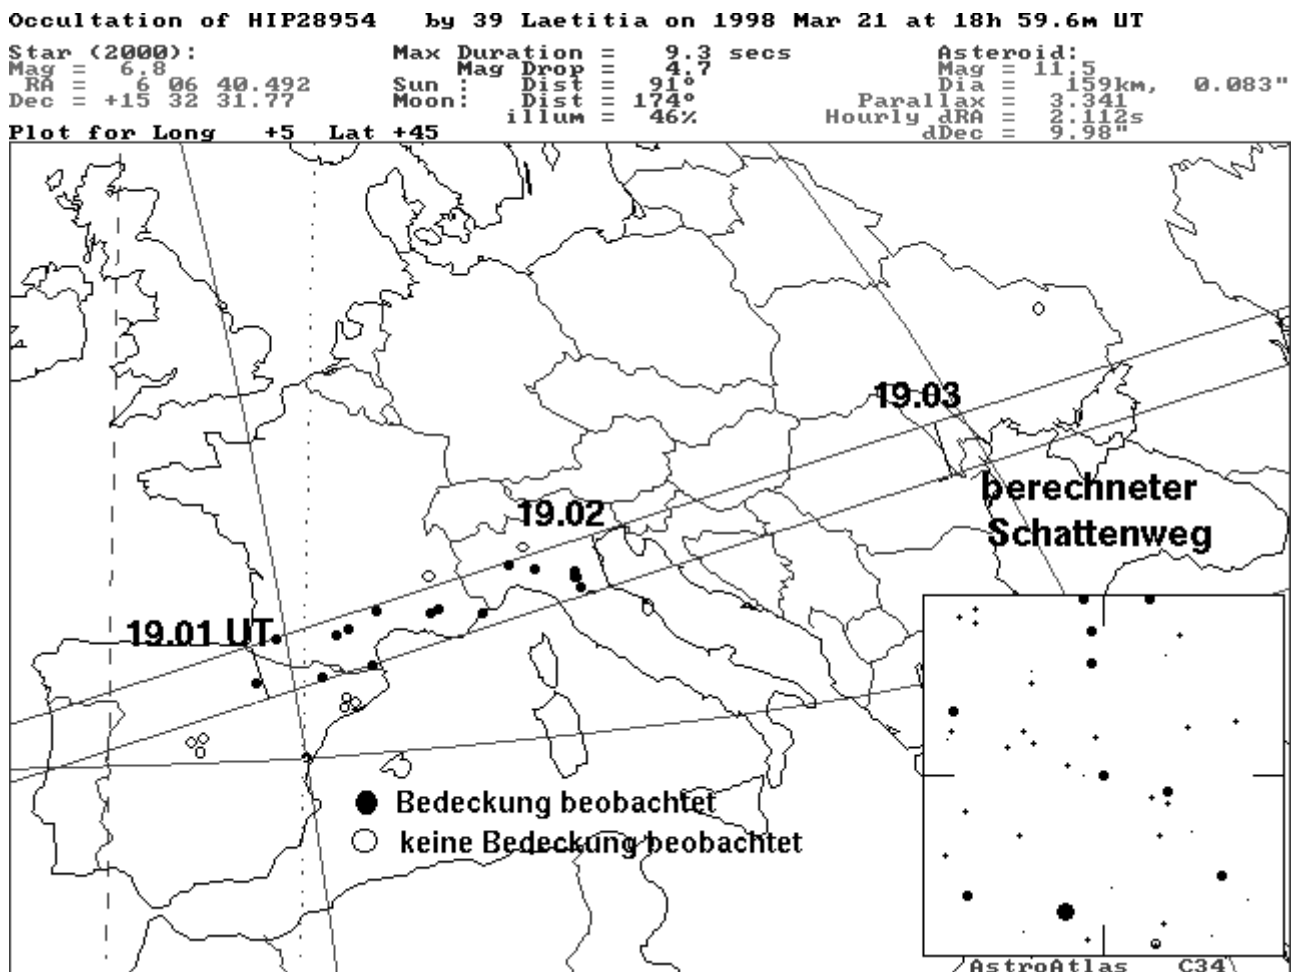 Occultation of HIP28954 by 39 Laetitia on 1998 Mar 21 at 18h 59.6m UT
Star (2000): Max Duration = 9.3 secs Asteroid:
Mag = 6.8 Mag Drop = 4.7 Mag = 11.5
RA = 6 06 40.492 Sun : Dist = 91° Dia = 159km, 0.083"
Dec = +15 32 31.77 Moon: Dist = 174° Parallax = 3.341
illum = 46% Hourly dRA = 2.112s
Plot for Long +5 Lat +45 dDec = 9.98"
19.03
berechneter
Schattenweg
19.02
19.01 UT
Bedeckung beobachtet
keine Bedeckung beobachtet
AstroAtlas C34